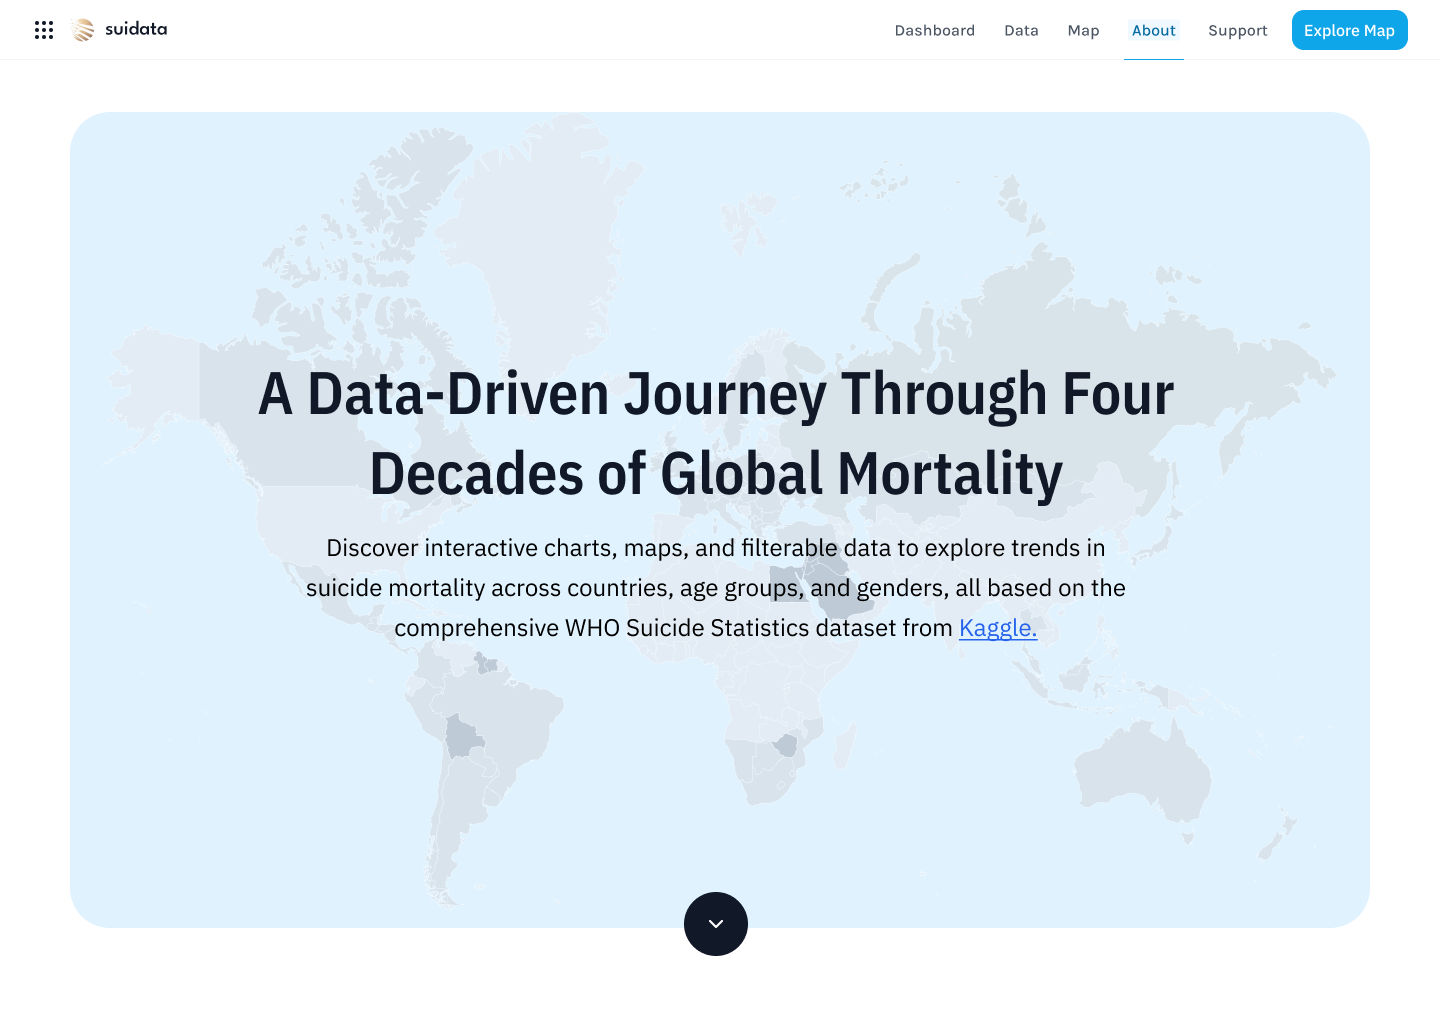 suidata
Dashboard
Data
Map
About
Support
Explore Map
A Data-Driven Journey Through Four
Decades of Global Mortality
Discover interactive charts, maps, and filterable data to explore trends in
suicide mortality across countries, age groups, and genders, all based on the
comprehensive WHO Suicide Statistics dataset from Kaggle.